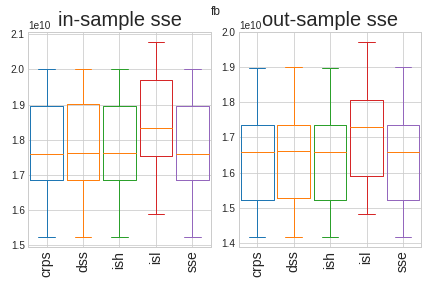 fb
in-sample sse
out-sample sse
1e10
2.1
2.0
1.9
1.8
1.7
1.6
1.5
crps
dss
ish
isl
sse
1e10
2.0
1.9
1.8
1.7
1.6
1.5
1.4
crps
dss
ish
isl
sse